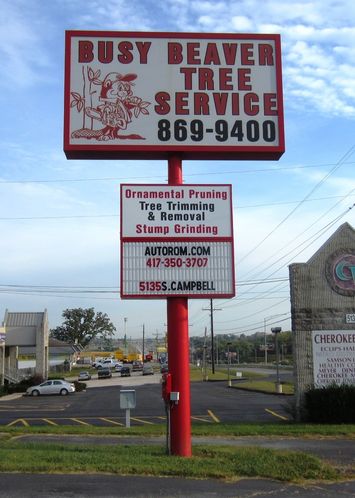 BUSY BEAVER
TREE
SERVICE
869-9400
Ornamental Pruning
Tree Trimming
& Removal
Stump Grinding
AUTOROM.COM
417-350-3707
5135S.CAMPBELL
CHEROKEE